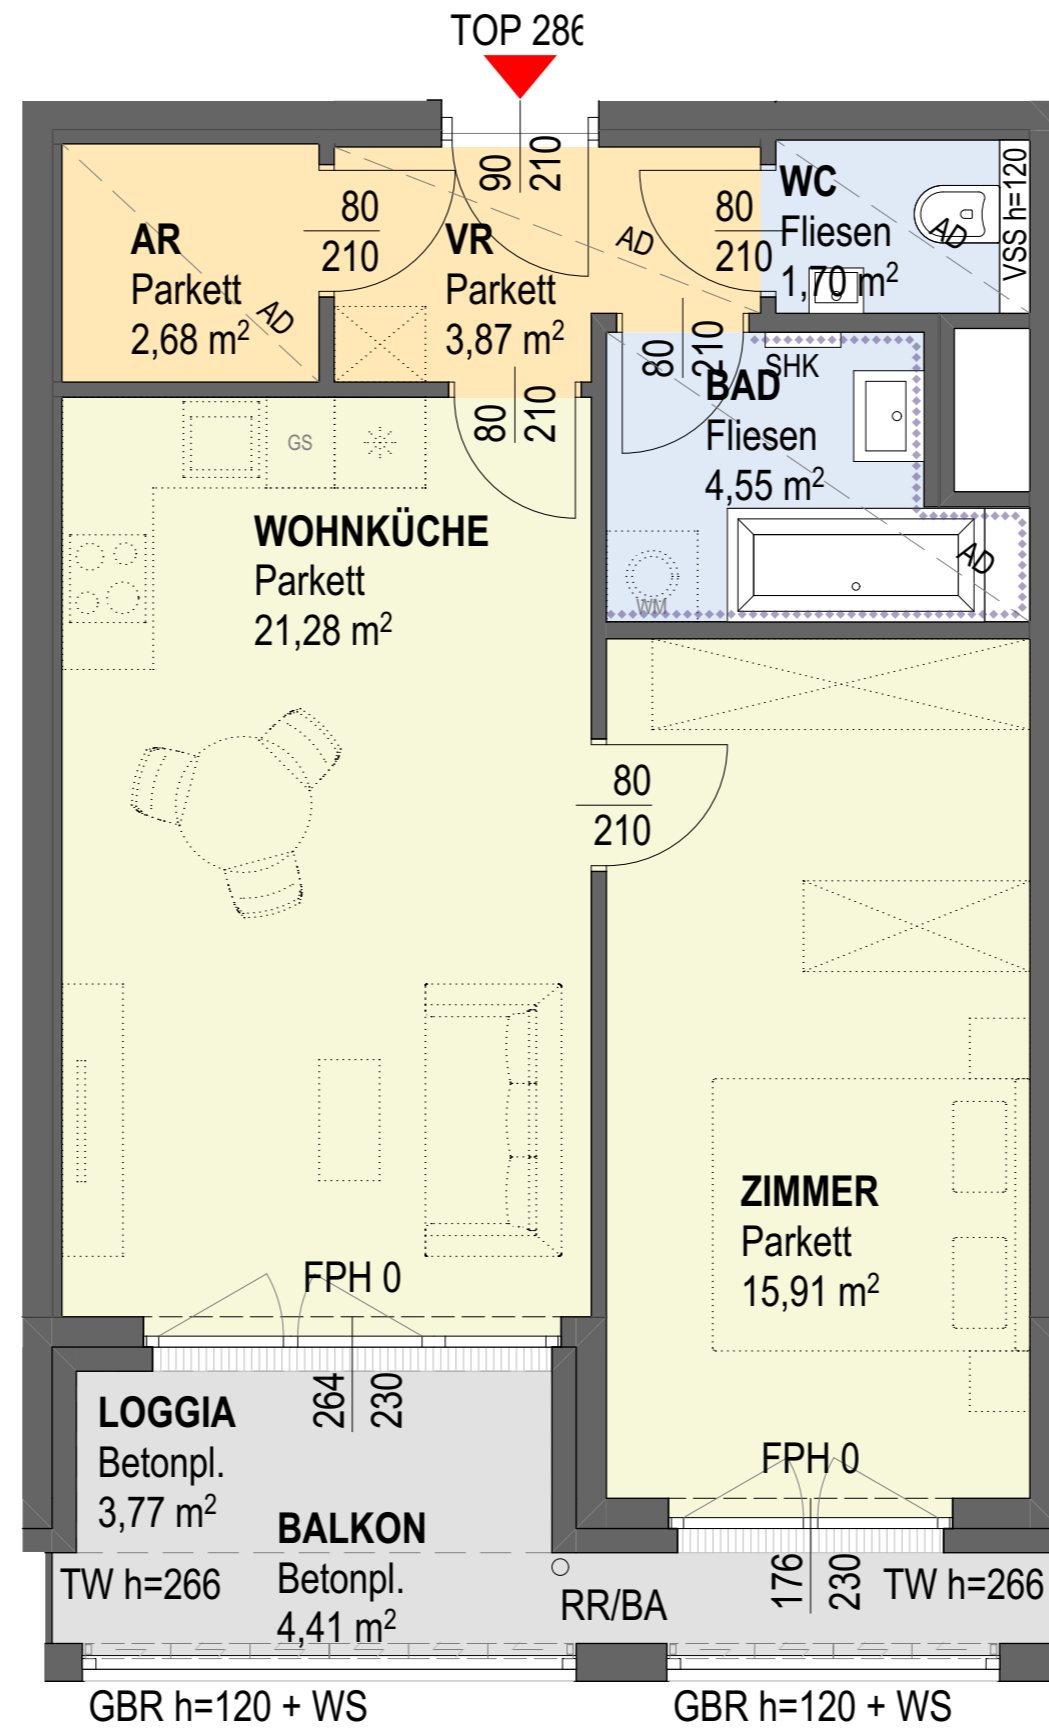 TOP 286
90
210
AR
Parkett
2,68 m²
AD
80
210
VR
Parkett
3,87 m²
AD
80
210
WC
Fliesen
1,70 m²
AD
VSS h=120
80
210
80
210
SHK
BAD
Fliesen
4,55 m²
AD
WM
GS
WOHNKÜCHE
Parkett
21,28 m²
80
210
ZIMMER
Parkett
15,91 m²
FPH 0
264
230
FPH 0
176
230
LOGGIA
Betonpl.
3,77 m²
BALKON
Betonpl.
4,41 m²
TW h=266
RR/BA
TW h=266
GBR h=120 + WS
GBR h=120 + WS